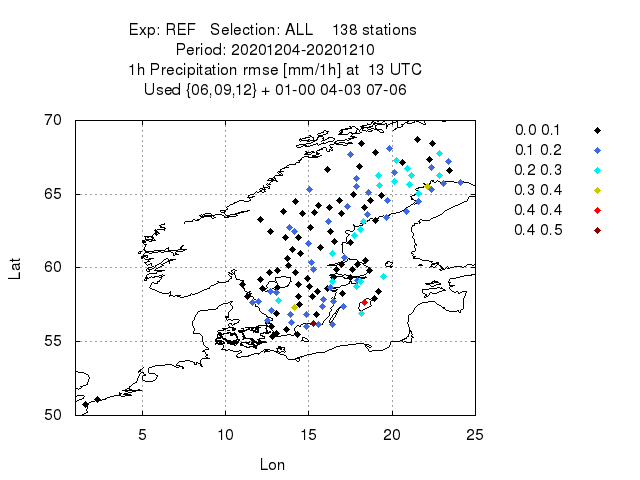 Exp: REF   Selection: ALL    138 stations
Period: 20201204-20201210
1h Precipitation rmse [mm/1h] at  13 UTC
Used {06,09,12} + 01-00 04-03 07-06
0.0 0.1
0.1 0.2
0.2 0.3
0.3 0.4
0.4 0.4
0.4 0.5
70
65
60
55
50
Lat
5 10 15 20 25
Lon